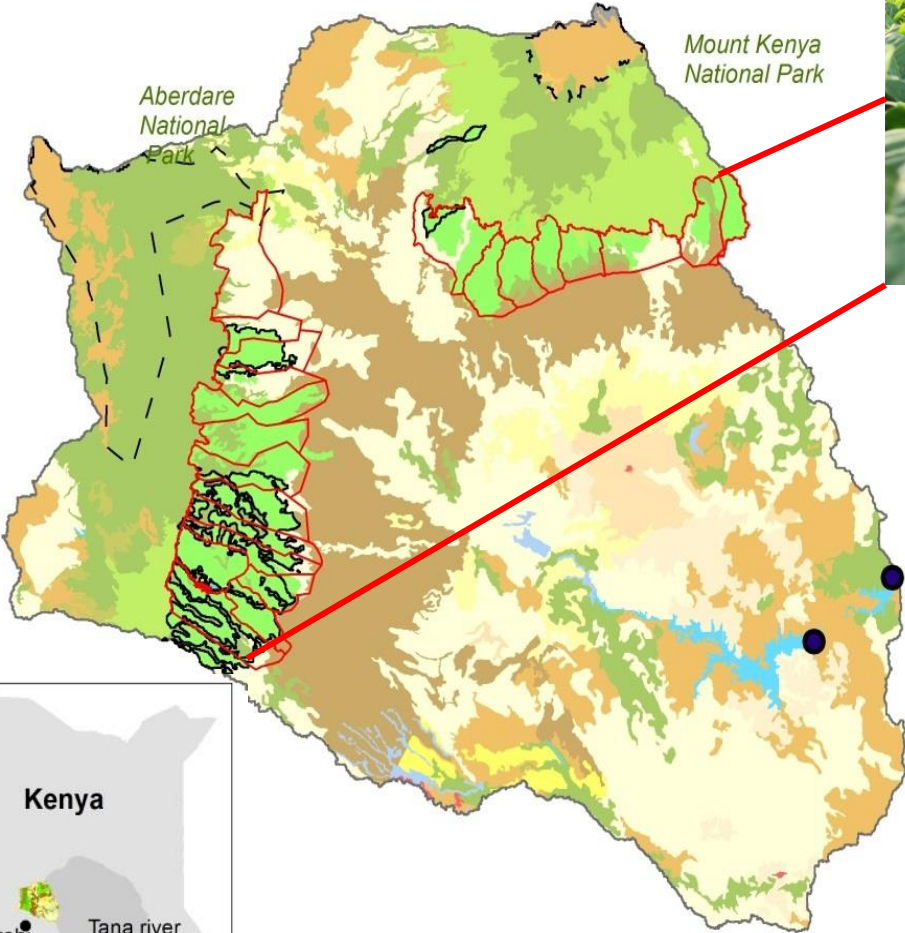 Mount Kenya
National Park
Aberdare
National
Park
Kenya
Tana river